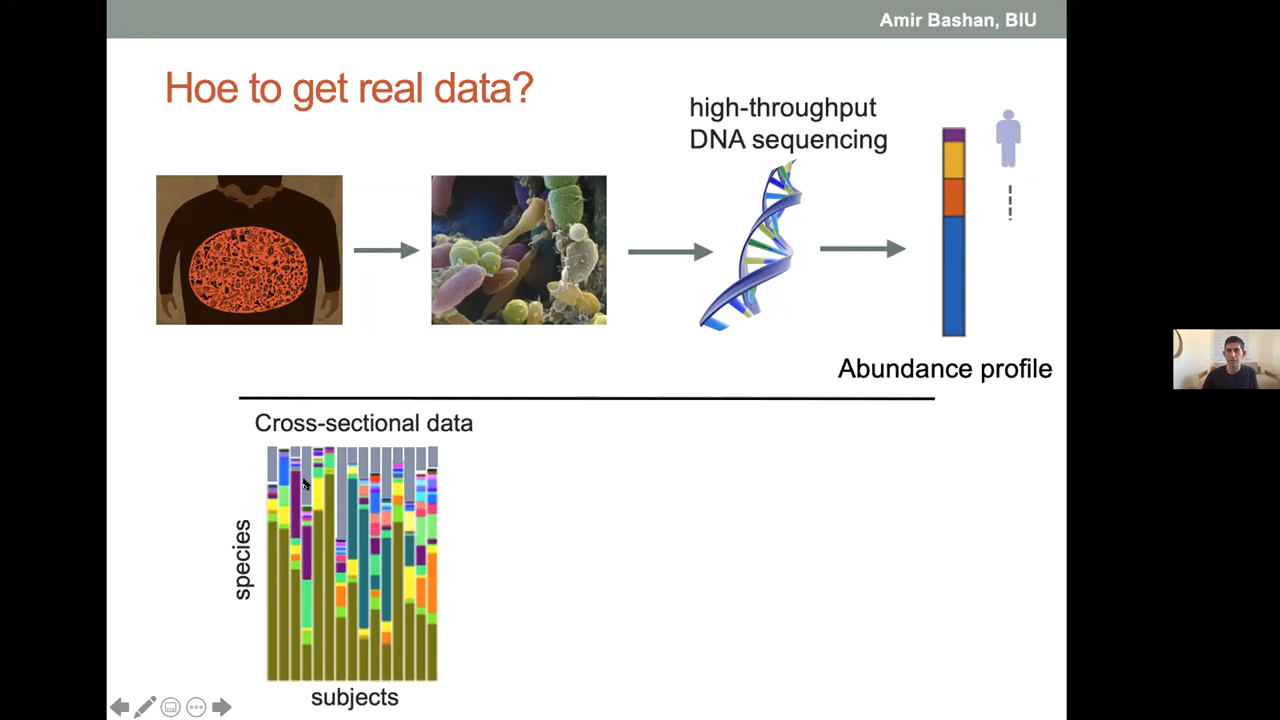 Amir Bashan, BIU
Hoe to get real data?
high-throughput
DNA sequencing
Abundance profile
Cross-sectional data
species
subjects